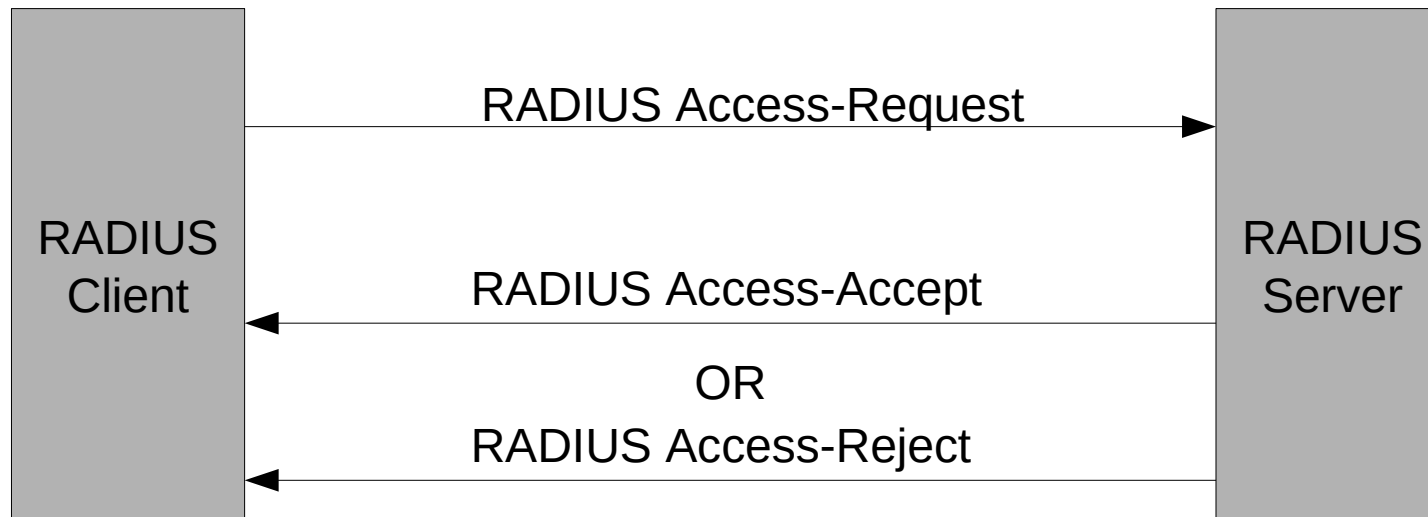 RADIUS Access-Request
RADIUS
Client
RADIUS
Server
RADIUS Access-Accept
OR
RADIUS Access-Reject